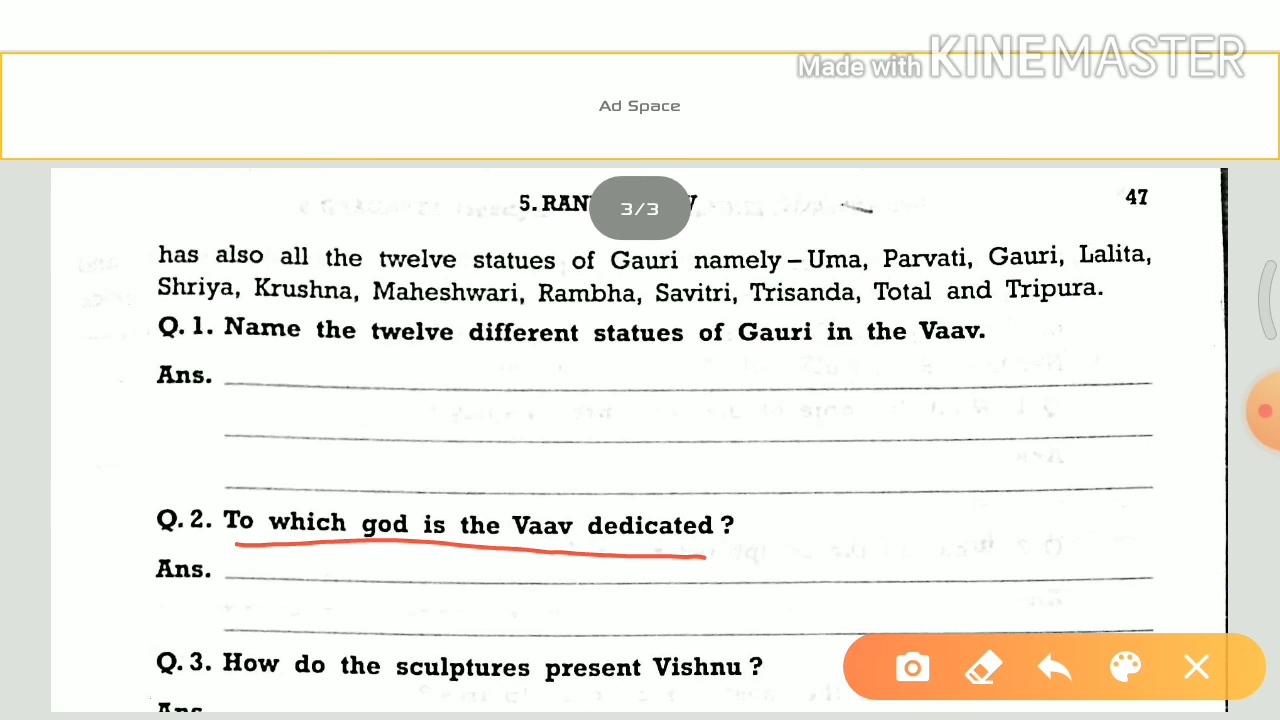 Made with KINEMASTER
Ad Space
5. RAN
3/3
47
has also all the twelve statues of Gauri namely – Uma, Parvati, Gauri, Lalita,
Shriya, Krushna, Maheshwari, Rambha, Savitri, Trisanda, Total and Tripura.
Q. 1. Name the twelve different statues of Gauri in the Vaav.
Ans.
Q. 2. To which god is the Vaav dedicated ?
Ans.
Q. 3. How do the sculptures present Vishnu ?
Ans.